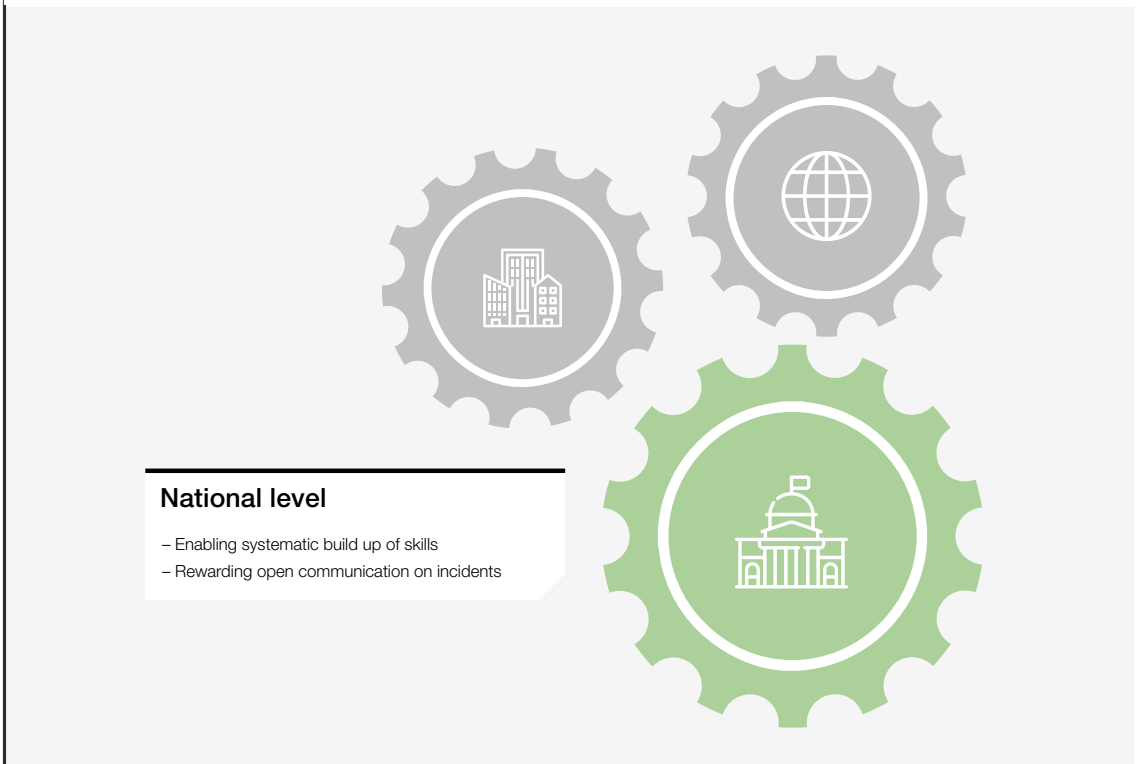 National level
– Enabling systematic build up of skills
– Rewarding open communication on incidents